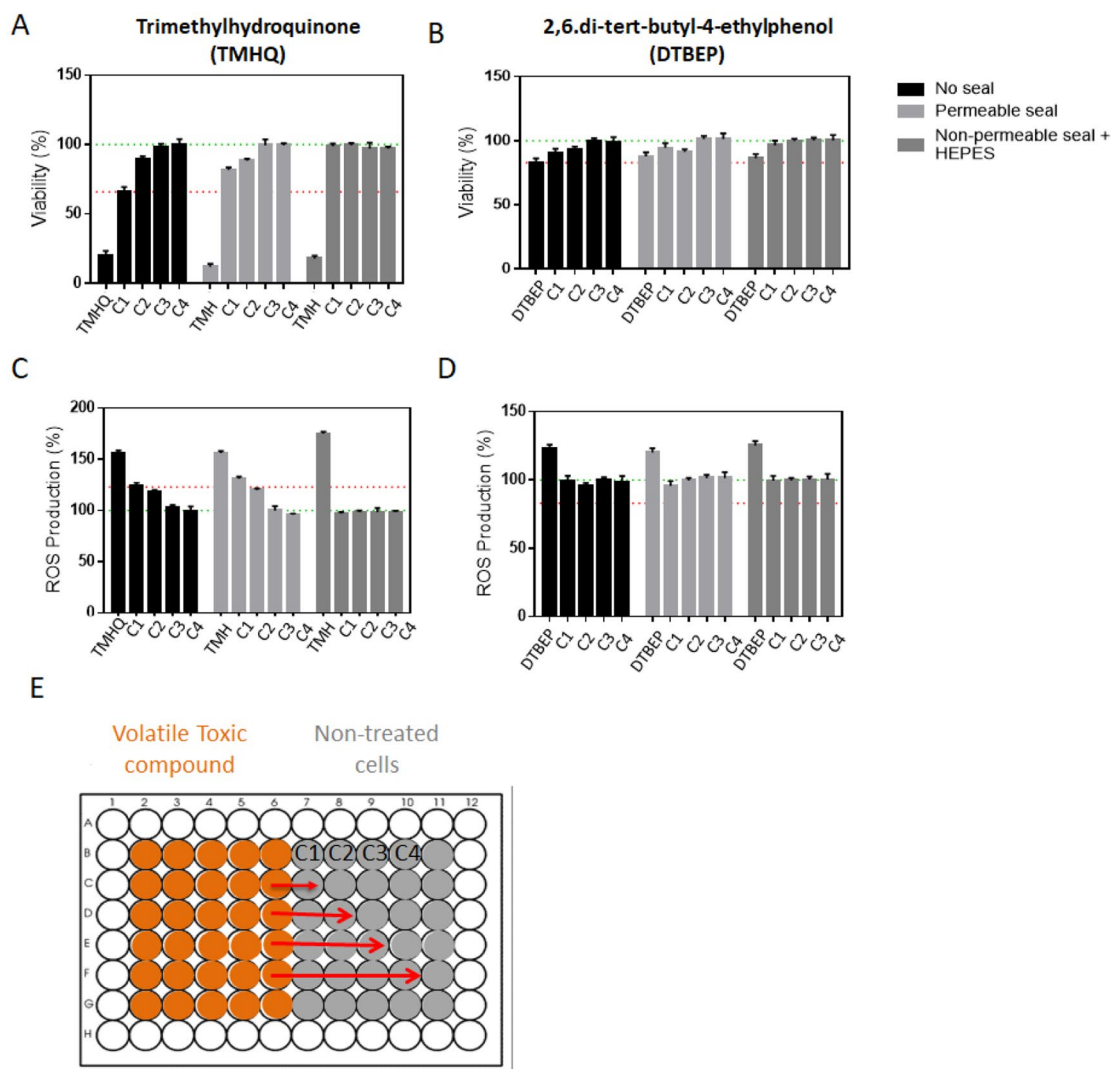 A
Trimethylhydroquinone
(TMHQ)
B
2,6.di-tert-butyl-4-ethylphenol
(DTBEP)
No seal
Permeable seal
Non-permeable seal +
HEPES
Viability (%)
150
100
50
0
TMHQ C1 C2 C3 C4 TMH C1 C2 C3 C4 TMH C1 C2 C3 C4
Viability (%)
150
100
50
0
DTBEP C1 C2 C3 C4 DTBEP C1 C2 C3 C4 DTBEP C1 C2 C3 C4
C
ROS Production (%)
200
150
100
50
0
TMHQ C1 C2 C3 C4 TMH C1 C2 C3 C4 TMH C1 C2 C3 C4
D
ROS Production (%)
150
100
50
0
DTBEP C1 C2 C3 C4 DTBEP C1 C2 C3 C4 DTBEP C1 C2 C3 C4
E
Volatile Toxic
compound
Non-treated
cells
1 2 3 4 5 6 7 8 9 10 11 12
A
B C1 C2 C3 C4
C
D
E
F
G
H